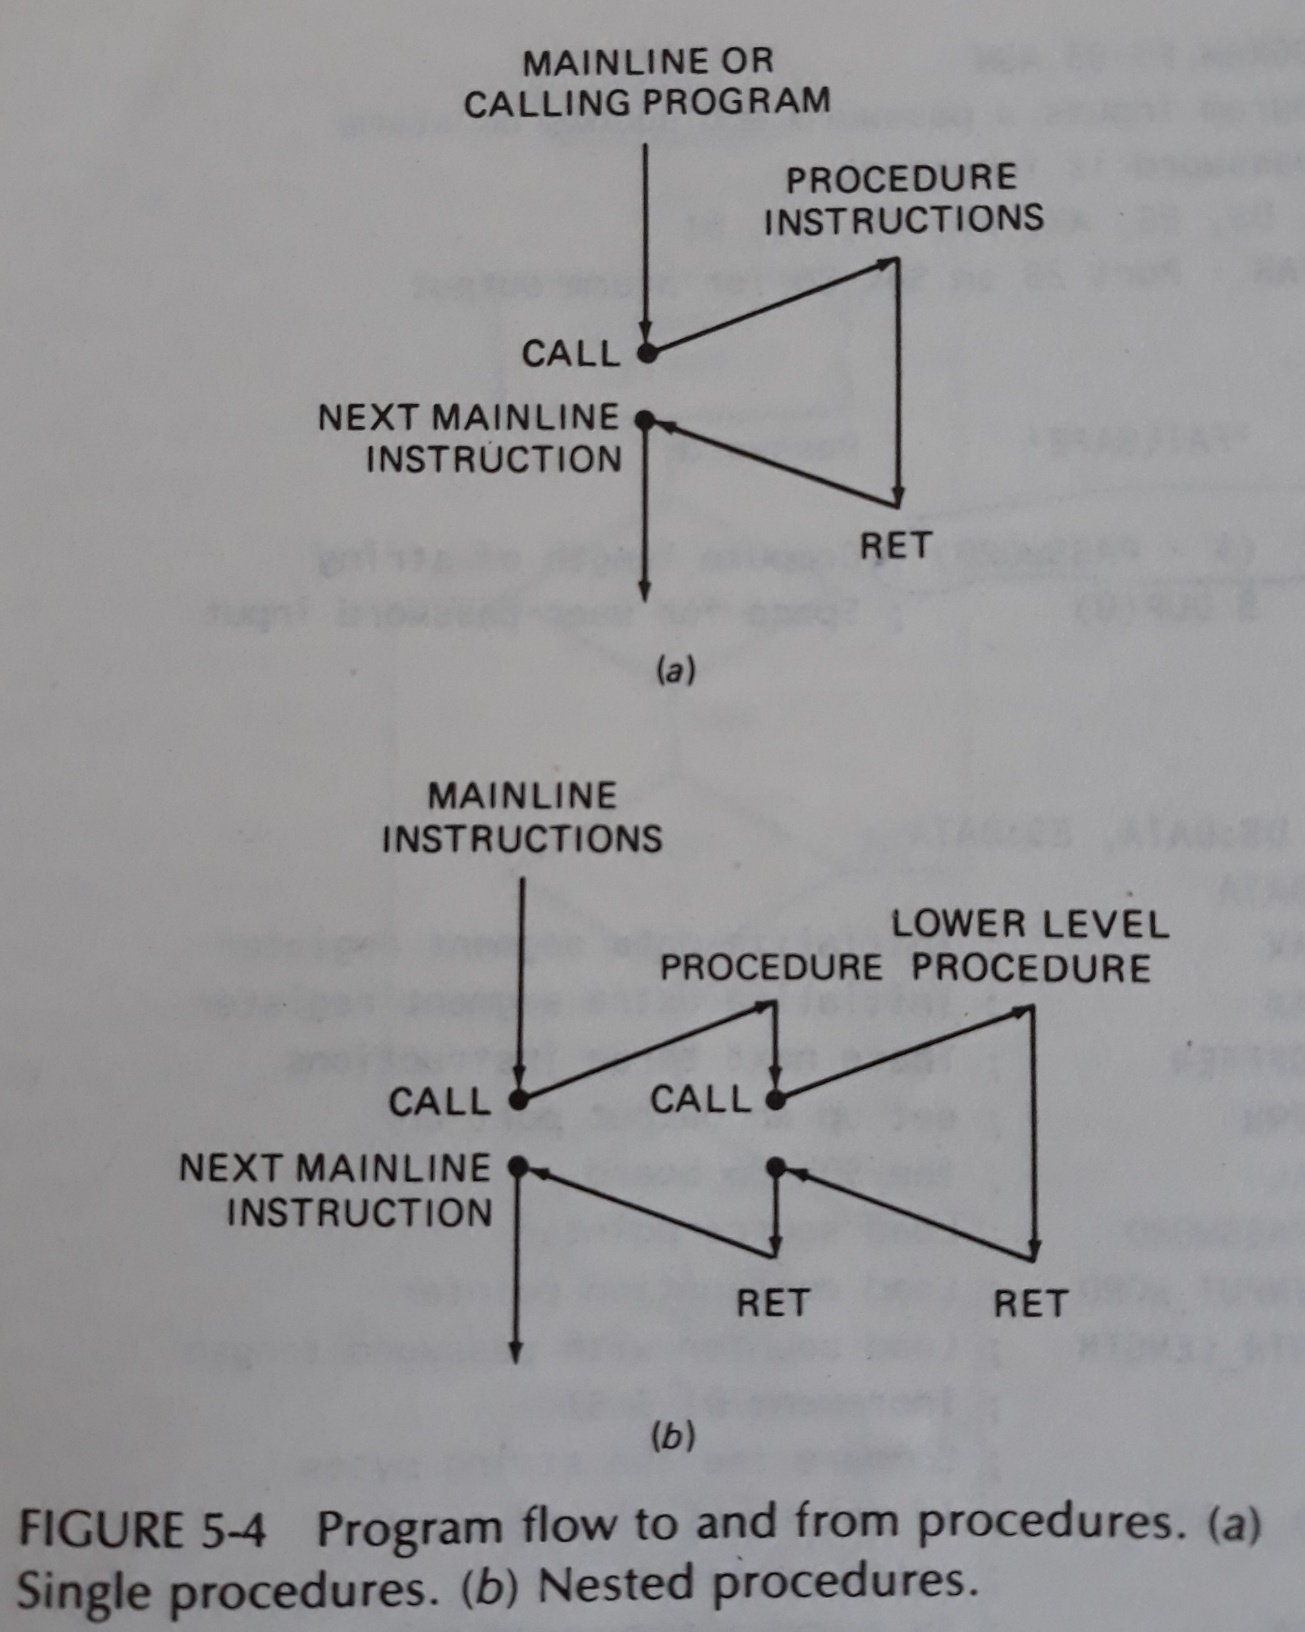 MAINLINE OR
CALLING PROGRAM
PROCEDURE
INSTRUCTIONS
CALL
NEXT MAINLINE
INSTRUCTION
RET
(a)
MAINLINE
INSTRUCTIONS
LOWER LEVEL
PROCEDURE PROCEDURE
CALL CALL
NEXT MAINLINE
INSTRUCTION
RET RET
(b)
FIGURE 5-4 Program flow to and from procedures. (a)
Single procedures. (b) Nested procedures.